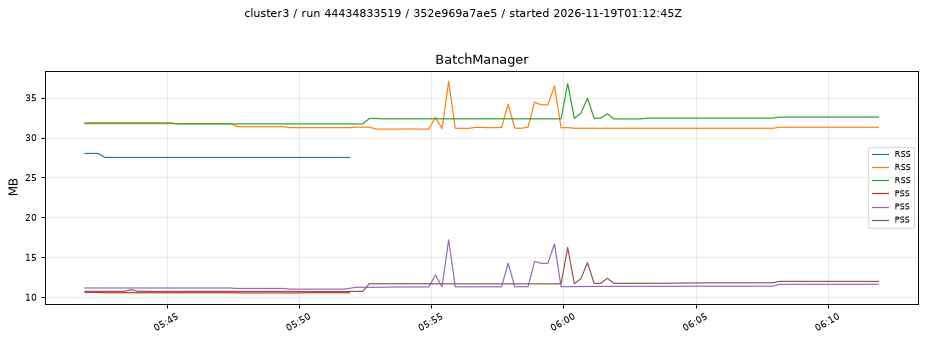 cluster3 / run 44434833519 / 352e969a7ae5 / started 2026-11-19T01:12:45Z
BatchManager
MB
35
30
25
20
15
10
05:45
05:50
05:55
06:00
06:05
06:10
RSS
RSS
RSS
PSS
PSS
PSS